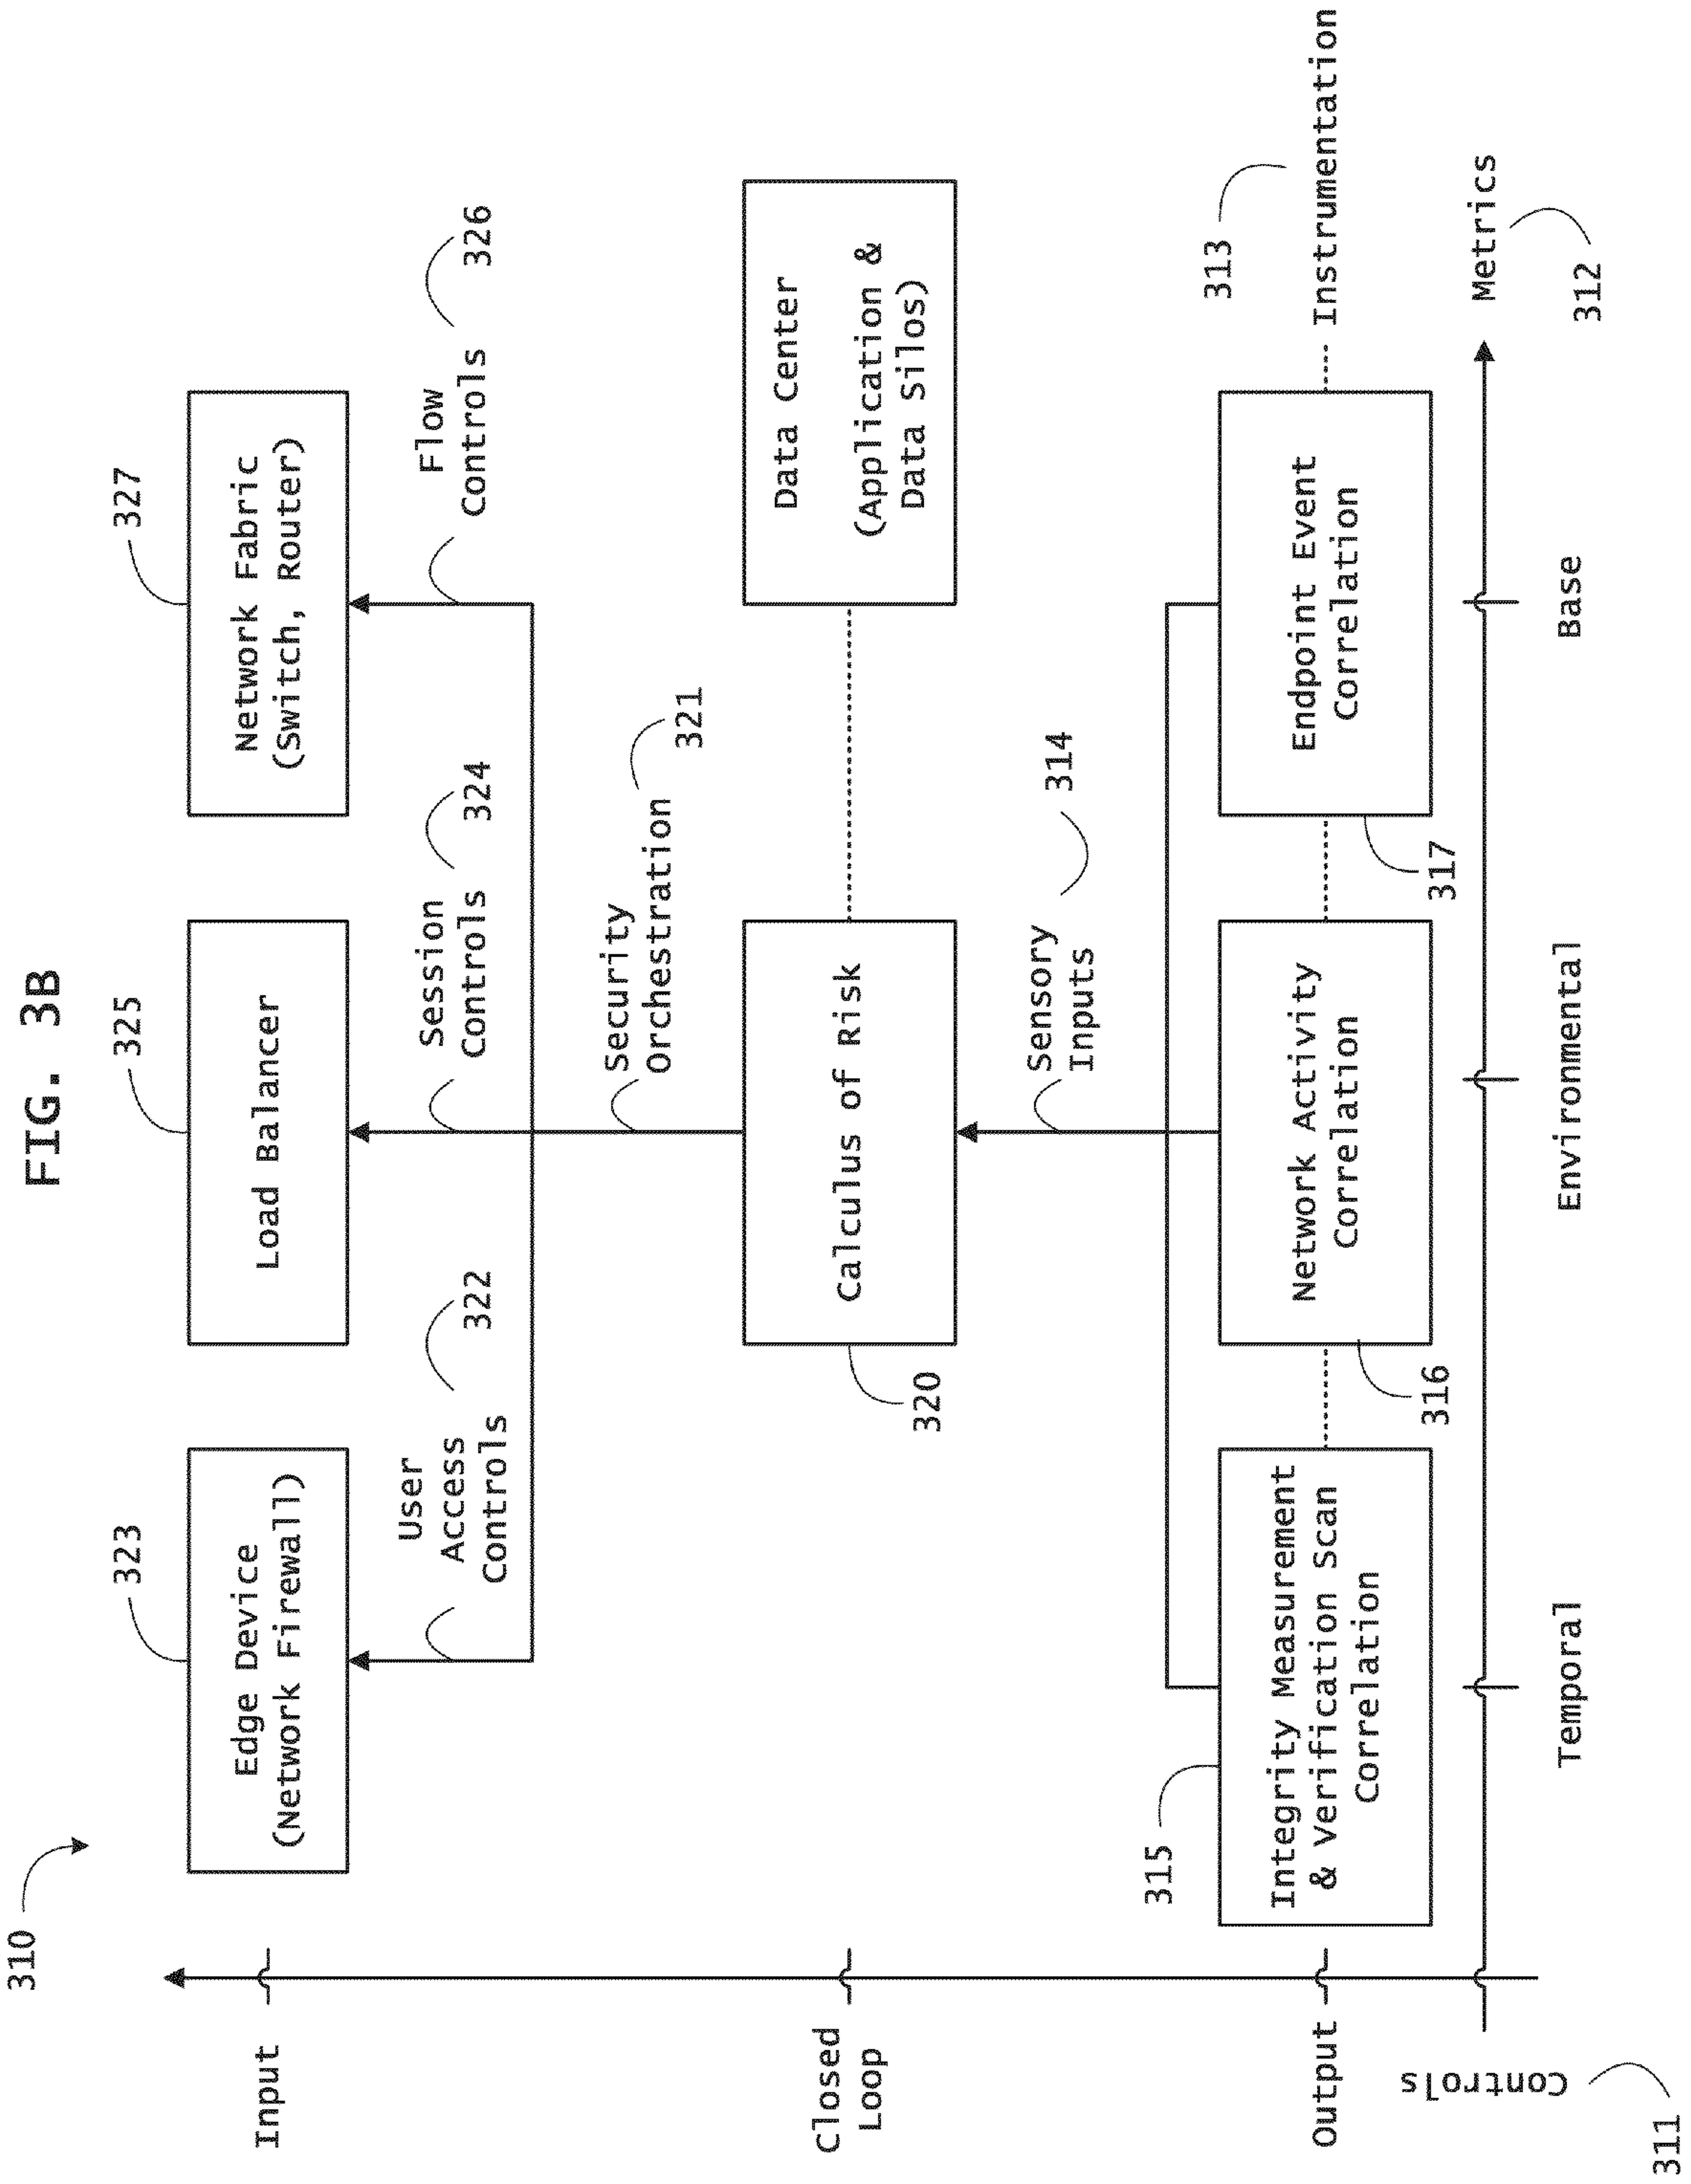 FIG. 3B
310
323
325
327
Edge Device
(Network Firewall)
Load Balancer
Network Fabric
(Switch, Router)
Input
User
Access
Controls
322
Session
Controls
324
Flow
Controls
326
Security
Orchestration
321
Closed
Loop
320
Calculus of Risk
Data Center
(Application &
Data Silos)
Sensory
Inputs
314
315
313
Output
Integrity Measurement
& Verification Scan
Correlation
Network Activity
Correlation
Endpoint Event
Correlation
Instrumentation
316
317
Controls
311
Metrics
312
Temporal
Environmental
Base